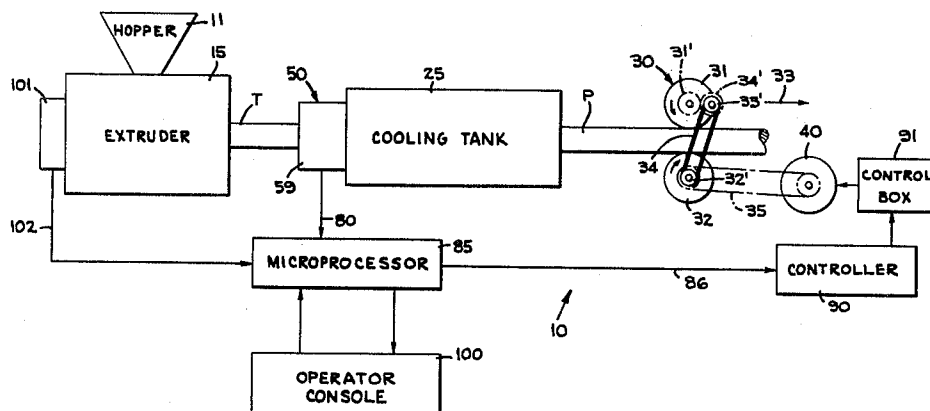 HOPPER
11
15
101
EXTRUDER
T
50
59
25
COOLING TANK
P
30
31'
31
34'
33'
33
34
32'
32
35
40
91
CONTROL
BOX
102
80
85
MICROPROCESSOR
86
CONTROLLER
90
10
100
OPERATOR
CONSOLE